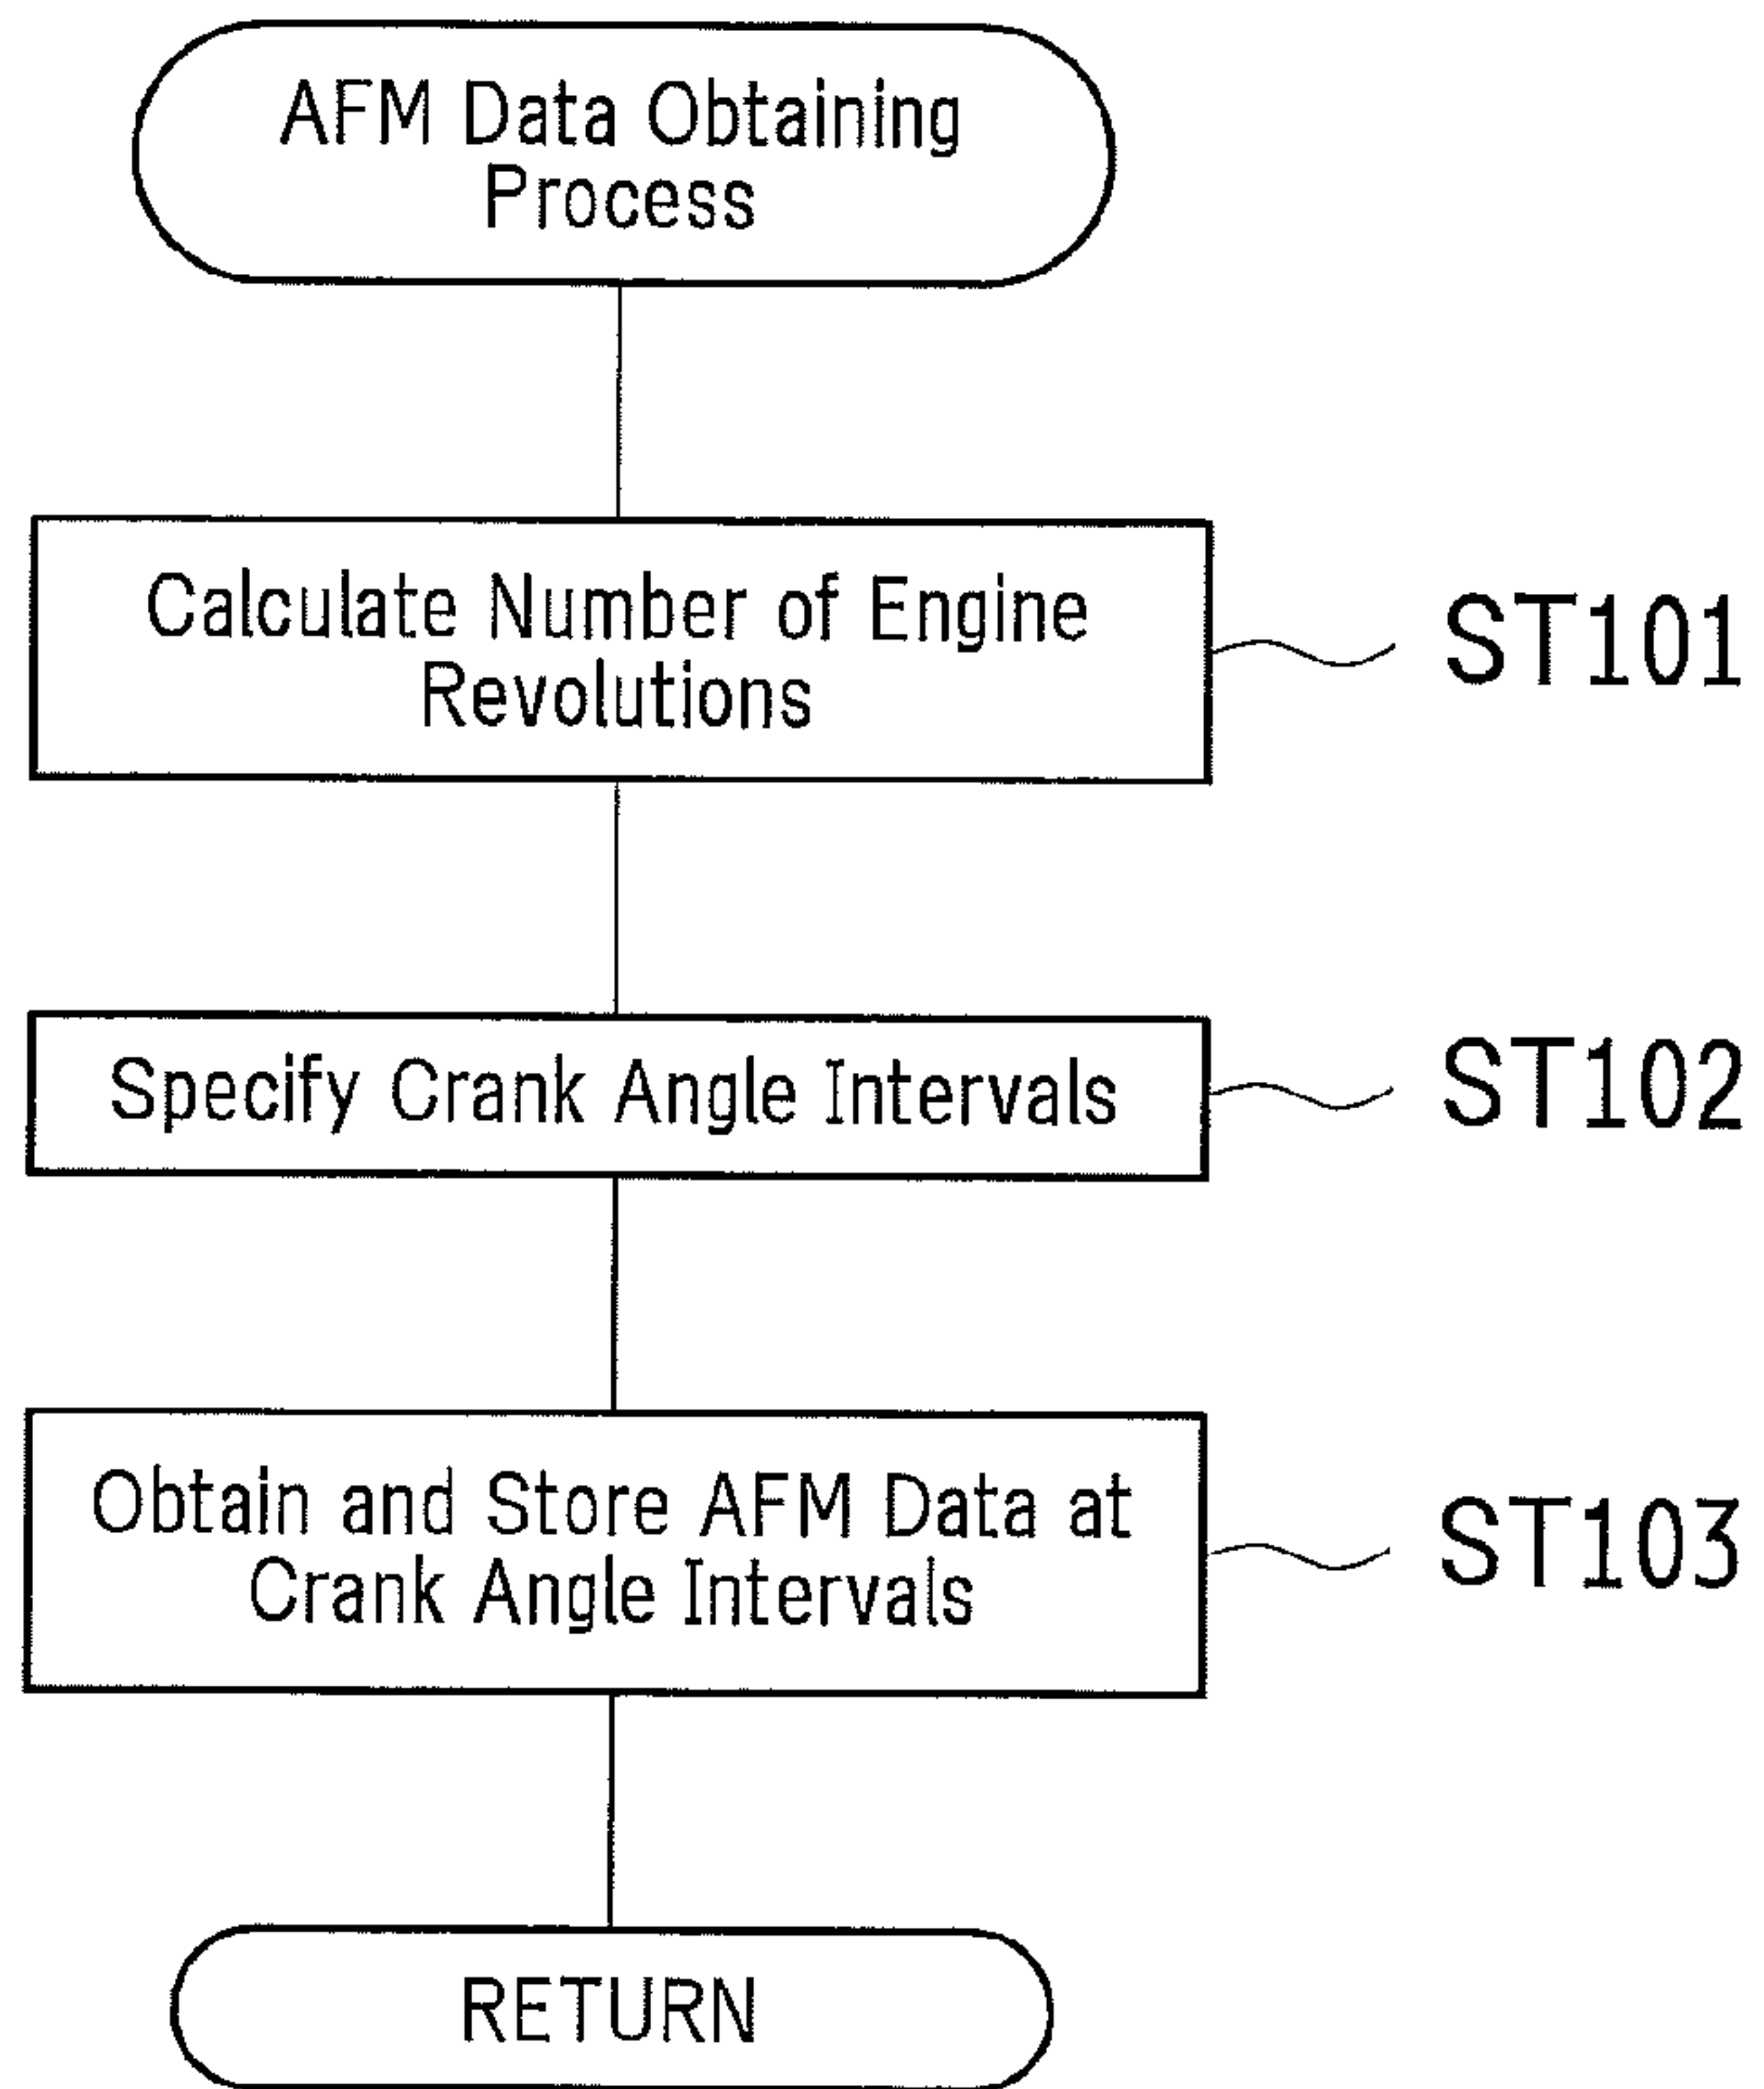 AFM Data Obtaining
Process
Calculate Number of Engine
Revolutions
ST101
Specify Crank Angle Intervals
ST102
Obtain and Store AFM Data at
Crank Angle Intervals
ST103
RETURN